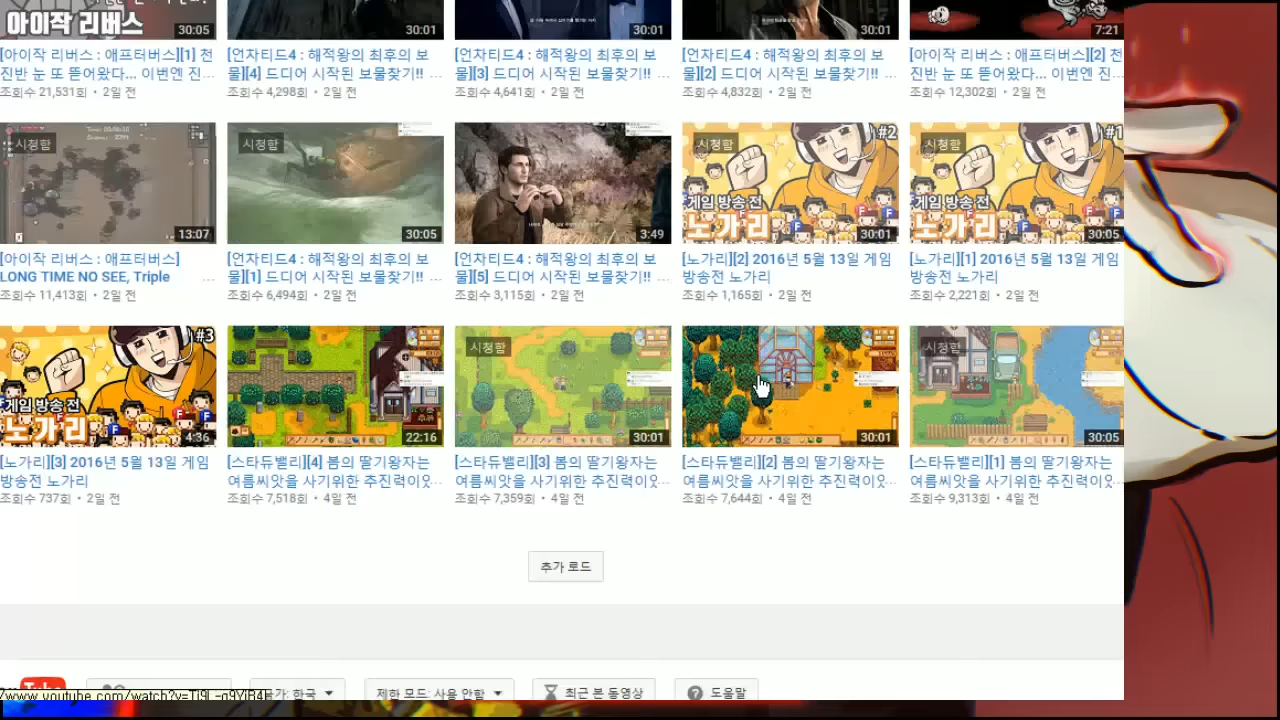 아이작 리버스
30:05
30:01
30:01
30:01
7:21
[아이작 리버스 : 애프터버스][1] 천
진반 눈 또 뜯어왔다... 이번엔 진...
조회수 21,531회 • 2일 전
[언차티드4 : 해적왕의 최후의 보
물][4] 드디어 시작된 보물찾기!! ...
조회수 4,298회 • 2일 전
[언차티드4 : 해적왕의 최후의 보
물][3] 드디어 시작된 보물찾기!! ...
조회수 4,641회 • 2일 전
[언차티드4 : 해적왕의 최후의 보
물][2] 드디어 시작된 보물찾기!! ...
조회수 4,832회 • 2일 전
[아이작 리버스 : 애프터버스][2] 천
진반 눈 또 뜯어왔다... 이번엔 진...
조회수 12,302회 • 2일 전
시청함
13:07
시청함
30:05
3:49
시청함
#2
게임 방송 전
노가리
30:01
시청함
#1
게임 방송 전
노가리
30:05
[아이작 리버스 : 애프터버스]
LONG TIME NO SEE, Triple ...
조회수 11,413회 • 2일 전
[언차티드4 : 해적왕의 최후의 보
물][1] 드디어 시작된 보물찾기!! ...
조회수 6,494회 • 2일 전
[언차티드4 : 해적왕의 최후의 보
물][5] 드디어 시작된 보물찾기!! ...
조회수 3,115회 • 2일 전
[노가리][2] 2016년 5월 13일 게임
방송전 노가리
조회수 1,165회 • 2일 전
[노가리][1] 2016년 5월 13일 게임
방송전 노가리
조회수 2,221회 • 2일 전
#3
게임 방송 전
노가리
4:36
22:16
시청함
30:01
30:01
시청함
30:05
[노가리][3] 2016년 5월 13일 게임
방송전 노가리
조회수 737회 • 2일 전
[스타듀밸리][4] 봄의 딸기왕자는
여름씨앗을 사기위한 추진력이었...
조회수 7,518회 • 4일 전
[스타듀밸리][3] 봄의 딸기왕자는
여름씨앗을 사기위한 추진력이었...
조회수 7,359회 • 4일 전
[스타듀밸리][2] 봄의 딸기왕자는
여름씨앗을 사기위한 추진력이었...
조회수 7,644회 • 4일 전
[스타듀밸리][1] 봄의 딸기왕자는
여름씨앗을 사기위한 추진력이었...
조회수 9,313회 • 4일 전
추가 로드
Tube
국가: 한국
제한 모드: 사용 안함
최근 본 동영상
도움말